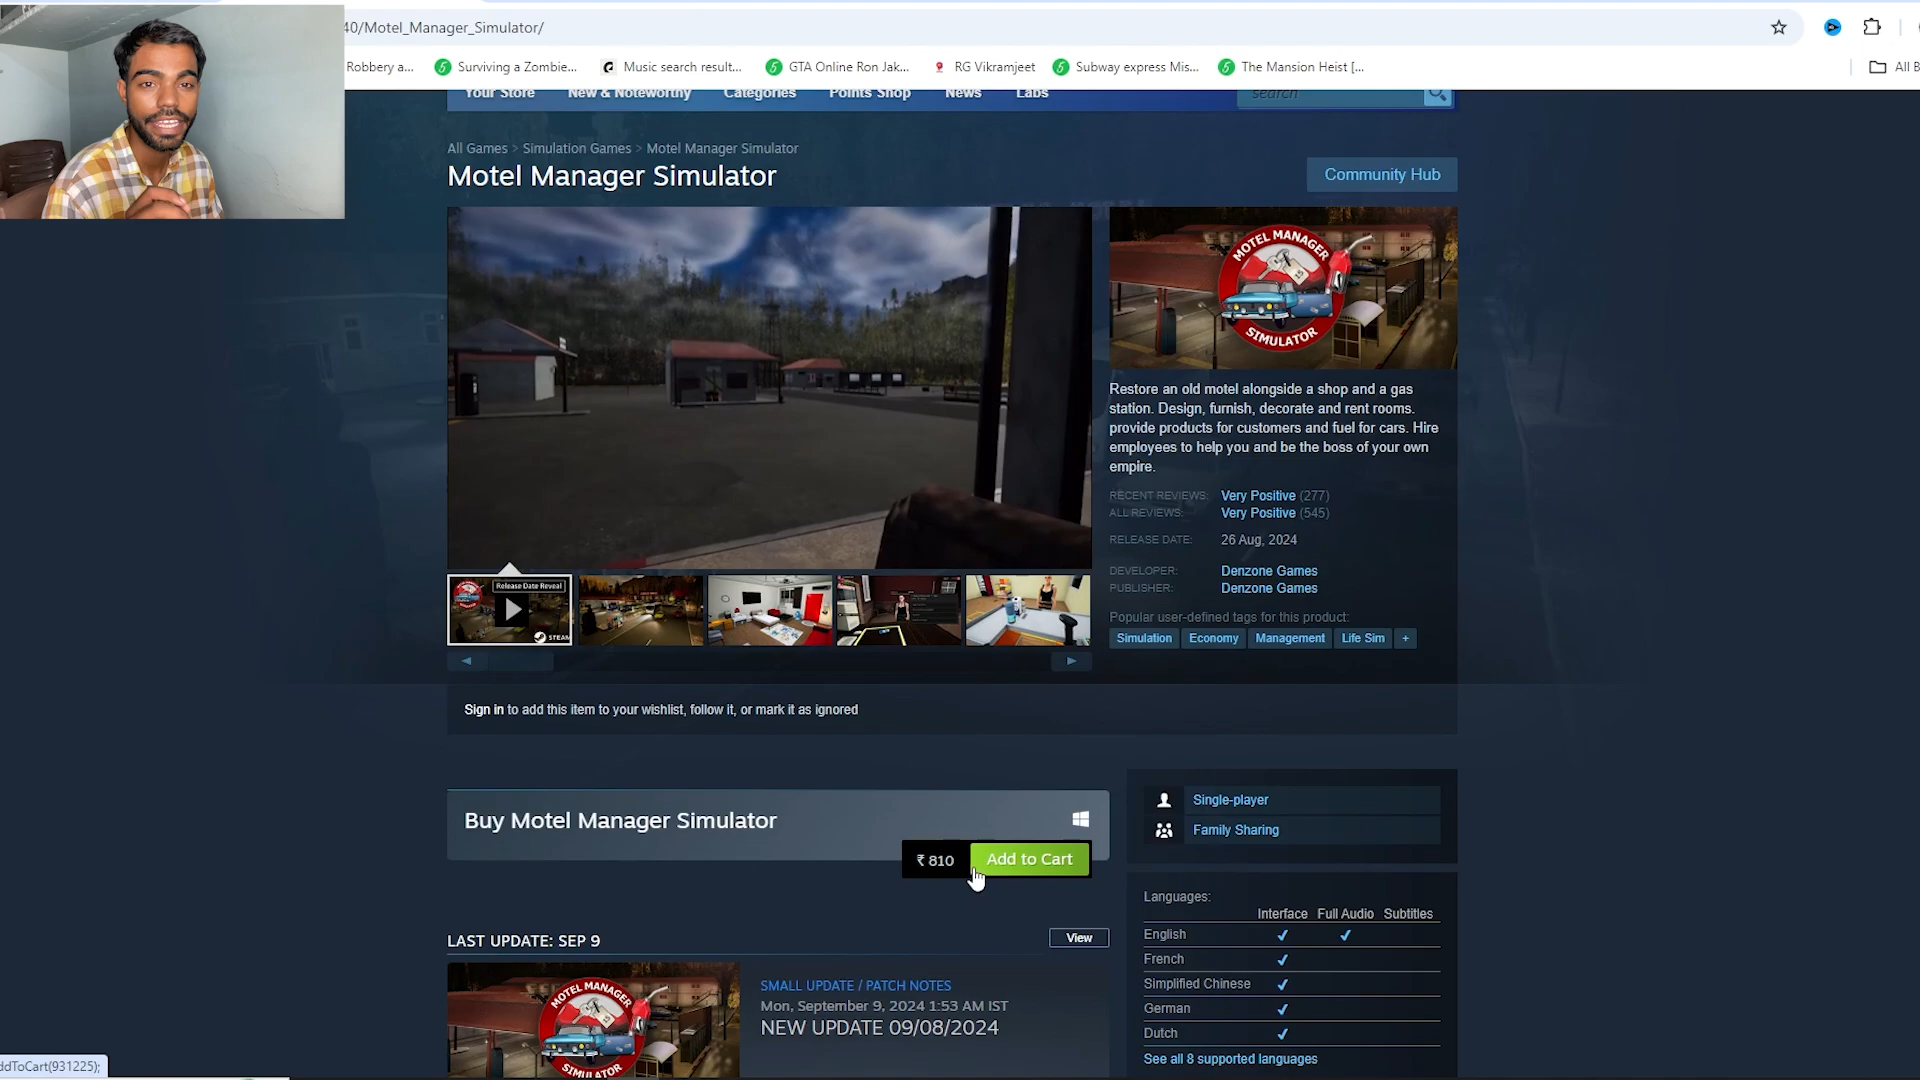 40/Motel_Manager_Simulator/
Robbery a...
Surviving a Zombie...
Music search result...
GTA Online Ron Jak...
RG Vikramjeet
Subway express Mis...
The Mansion Heist [...
All B
Your Store
New & Noteworthy
Categories
Points Shop
News
Labs
search
All Games > Simulation Games > Motel Manager Simulator
Motel Manager Simulator
Community Hub
MOTEL MANAGER
15
SIMULATOR
Restore an old motel alongside a shop and a gas
station. Design, furnish, decorate and rent rooms.
provide products for customers and fuel for cars. Hire
employees to help you and be the boss of your own
empire.
RECENT REVIEWS: Very Positive (277)
ALL REVIEWS: Very Positive (545)
RELEASE DATE: 26 Aug, 2024
DEVELOPER: Denzone Games
PUBLISHER: Denzone Games
Popular user-defined tags for this product:
Simulation
Economy
Management
Life Sim
+
Release Date Reveal
STEAM
Sign in to add this item to your wishlist, follow it, or mark it as ignored
Buy Motel Manager Simulator
₹ 810
Add to Cart
Single-player
Family Sharing
Languages:
Interface Full Audio Subtitles
English ✔ ✔
French ✔
Simplified Chinese ✔
German ✔
Dutch ✔
See all 8 supported languages
LAST UPDATE: SEP 9
View
MOTEL MANAGER
SIMULATOR
SMALL UPDATE / PATCH NOTES
Mon, September 9, 2024 1:53 AM IST
NEW UPDATE 09/08/2024
ddToCart(931225);